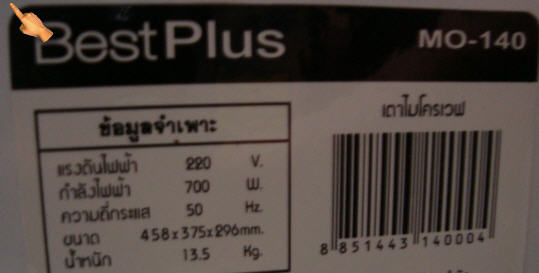 BestPlus MO-140
ข้อมูลจำเพาะ
เตาไมโครเวฟ
แรงดันไฟฟ้า 220 V.
กำลังไฟฟ้า 700 W.
ความถี่กระแส 50 Hz.
ขนาด 458x375x296mm.
น้ำหนัก 13.5 Kg.
8 851443 140004